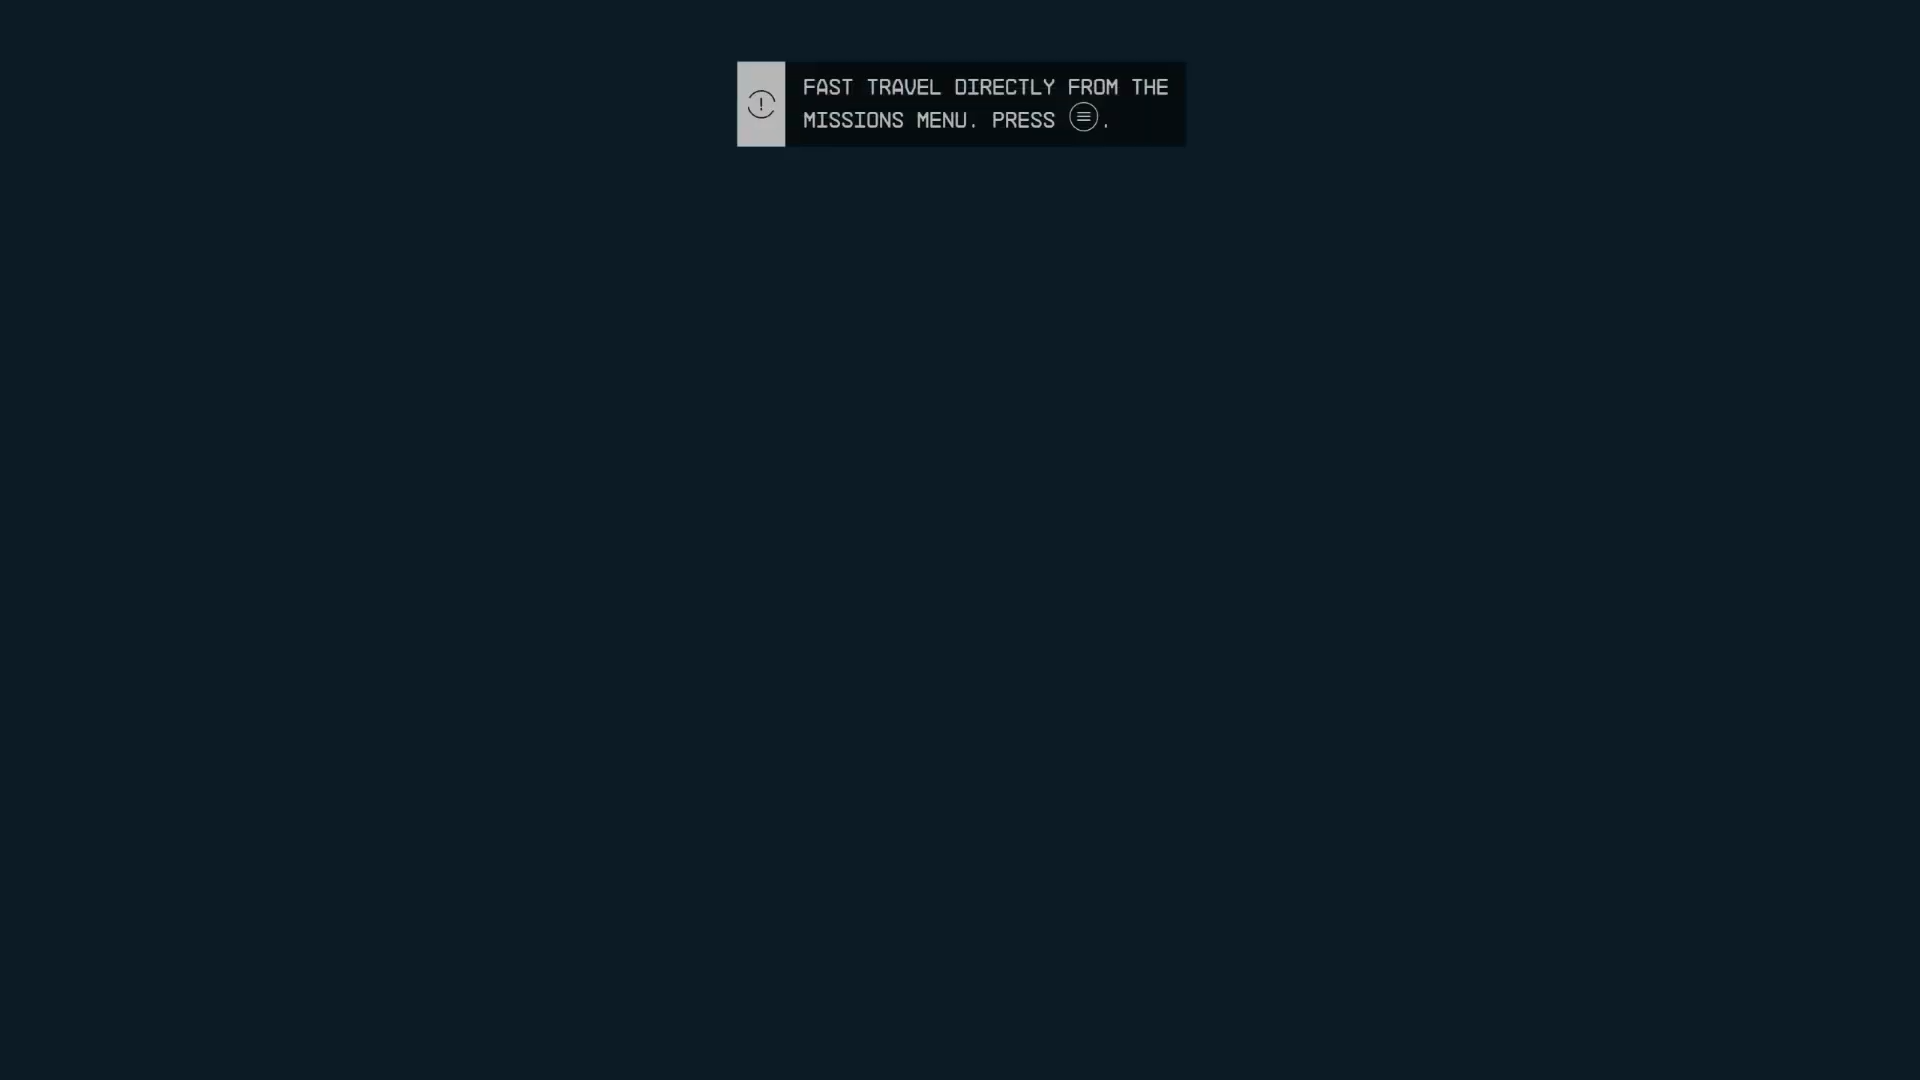 FAST TRAVEL DIRECTLY FROM THE
MISSIONS MENU. PRESS .